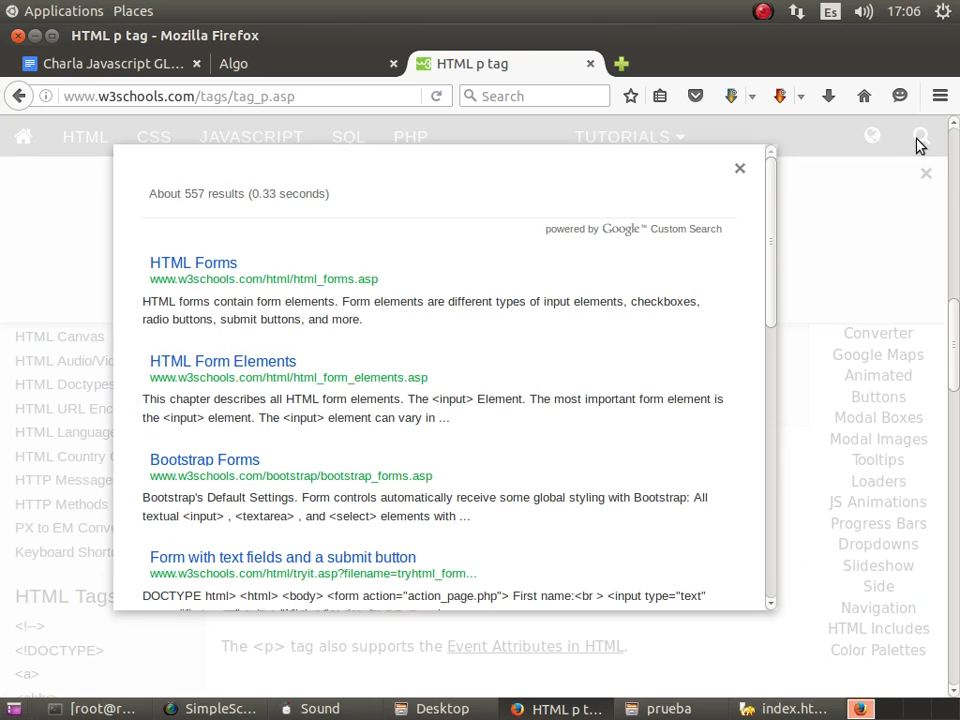 Applications Places
Es 17:06
HTML p tag - Mozilla Firefox
Charla Javascript GL... × Algo × HTML p tag ×
www.w3schools.com/tags/tag_p.asp Search
HTML CSS JAVASCRIPT SQL PHP TUTORIALS
×
×
About 557 results (0.33 seconds)
powered by Google™ Custom Search
HTML Forms
www.w3schools.com/html/html_forms.asp
HTML forms contain form elements. Form elements are different types of input elements, checkboxes,
radio buttons, submit buttons, and more.
HTML Form Elements
www.w3schools.com/html/html_form_elements.asp
This chapter describes all HTML form elements. The <input> Element. The most important form element is
the <input> element. The <input> element can vary in ...
Bootstrap Forms
www.w3schools.com/bootstrap/bootstrap_forms.asp
Bootstrap's Default Settings. Form controls automatically receive some global styling with Bootstrap: All
textual <input> , <textarea> , and <select> elements with ...
Form with text fields and a submit button
www.w3schools.com/html/tryit.asp?filename=tryhtml_form...
DOCTYPE html> <html> <body> <form action="action_page.php"> First name:<br > <input type="text"
HTML Canvas
HTML Audio/Vid
HTML Doctypes
HTML URL Enc
HTML Language
HTML Country C
HTTP Message
HTTP Methods
PX to EM Conve
Keyboard Shortc
HTML Tags
<!-->
<!DOCTYPE>
<a>
The <p> tag also supports the Event Attributes in HTML.
Converter
Google Maps
Animated
Buttons
Modal Boxes
Modal Images
Tooltips
Loaders
JS Animations
Progress Bars
Dropdowns
Slideshow
Side
Navigation
HTML Includes
Color Palettes
[root@r... SimpleSc... Sound Desktop HTML p t... prueba index.ht...